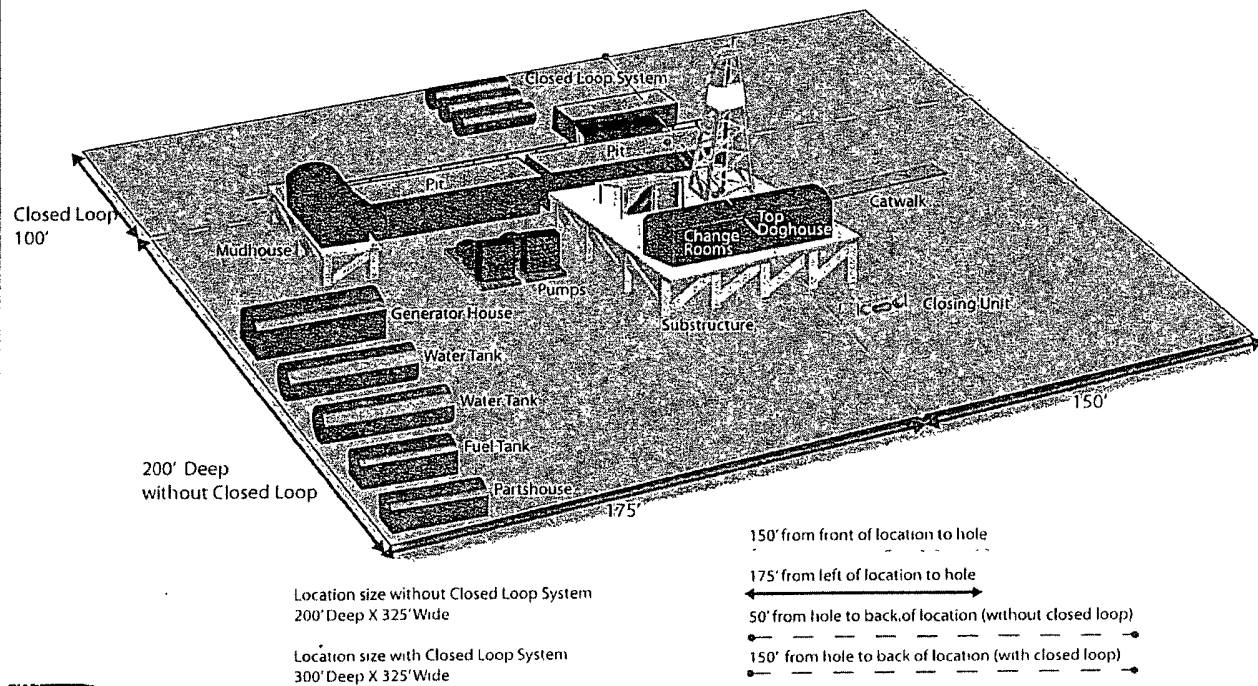 Closed Loop System
Pit
Pit
Closed Loop
100'
Mudhouse
Catwalk
Top
Doghouse
Change
Rooms
Pumps
Closing Unit
Generator House
Substructure
Water Tank
Water Tank
Fuel Tank
150'
200' Deep
without Closed Loop
Partshouse
175'
150' from front of location to hole
175' from left of location to hole
Location size without Closed Loop System
200' Deep X 325' Wide
50' from hole to back of location (without closed loop)
Location size with Closed Loop System
300' Deep X 325' Wide
150' from hole to back of location (with closed loop)